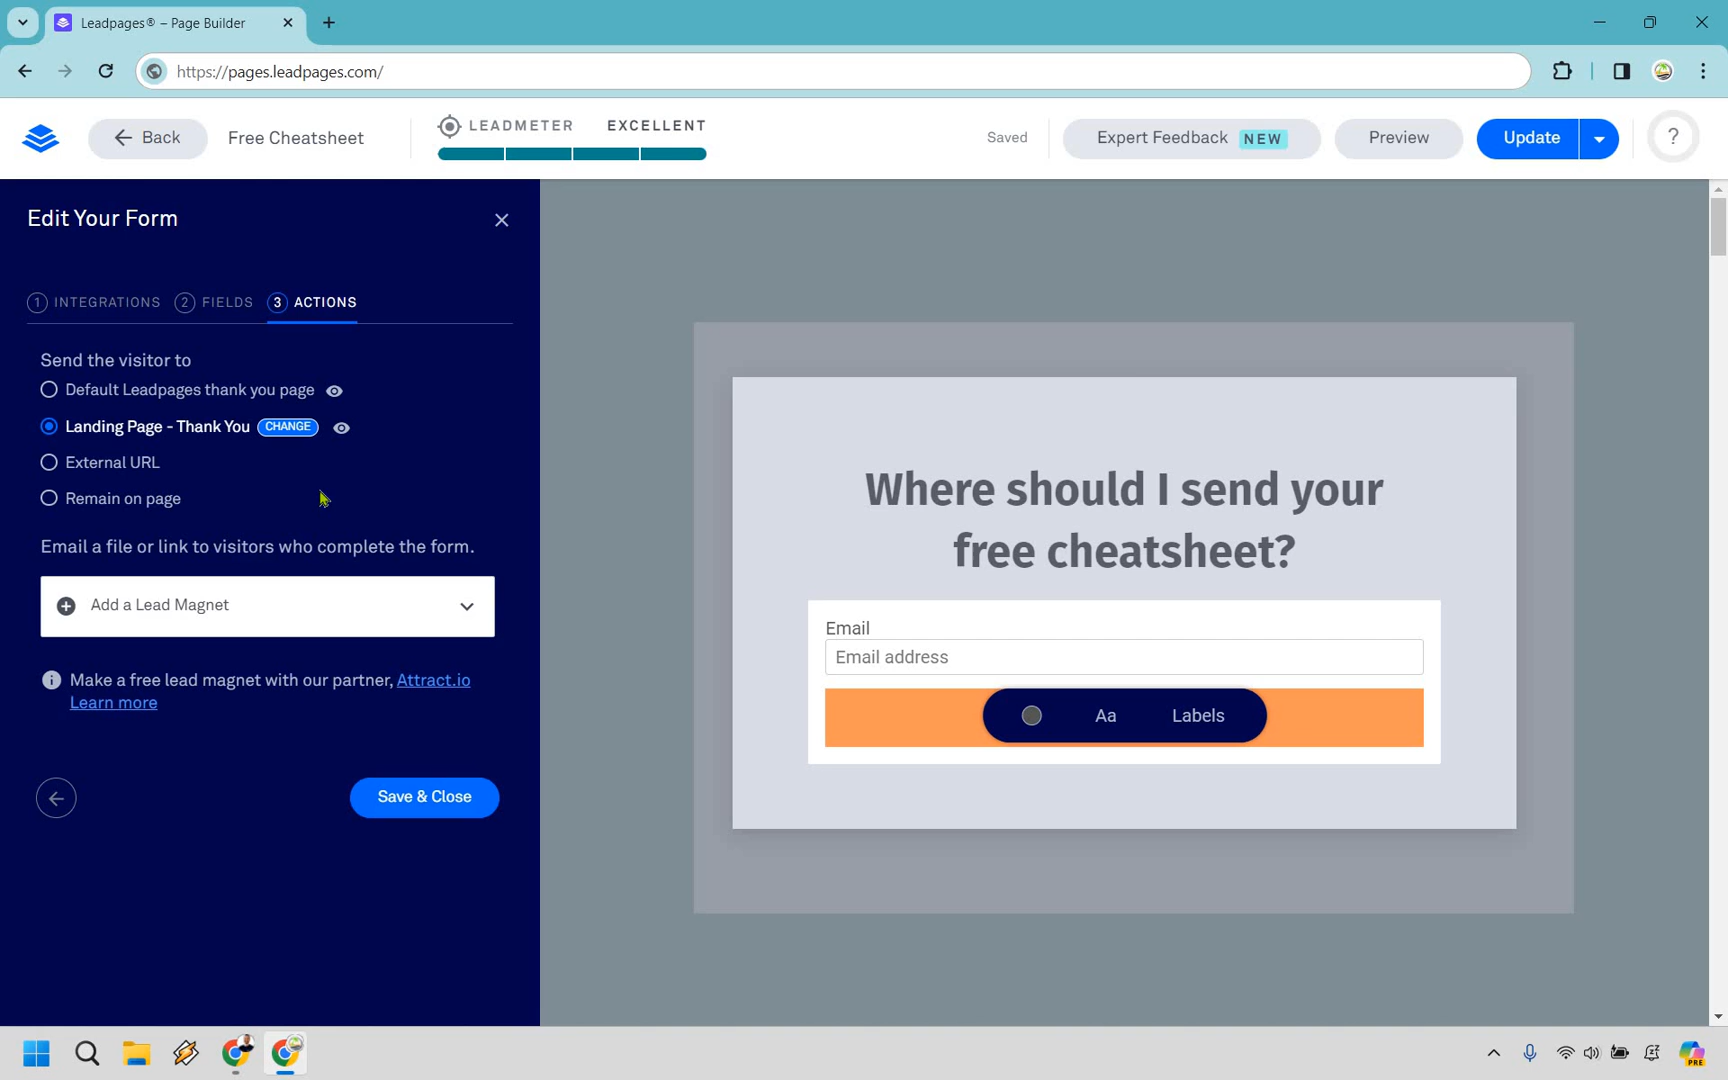 Leadpages® – Page Builder
https://pages.leadpages.com/
Back
Free Cheatsheet
LEADMETER EXCELLENT
Saved
Expert Feedback NEW
Preview
Update
?
Edit Your Form
1 INTEGRATIONS 2 FIELDS 3 ACTIONS
Send the visitor to
Default Leadpages thank you page
Landing Page - Thank You CHANGE
External URL
Remain on page
Email a file or link to visitors who complete the form.
Add a Lead Magnet
Make a free lead magnet with our partner, Attract.io
Learn more
Save & Close
Where should I send your
free cheatsheet?
Email
Email address
Aa Labels
PRE